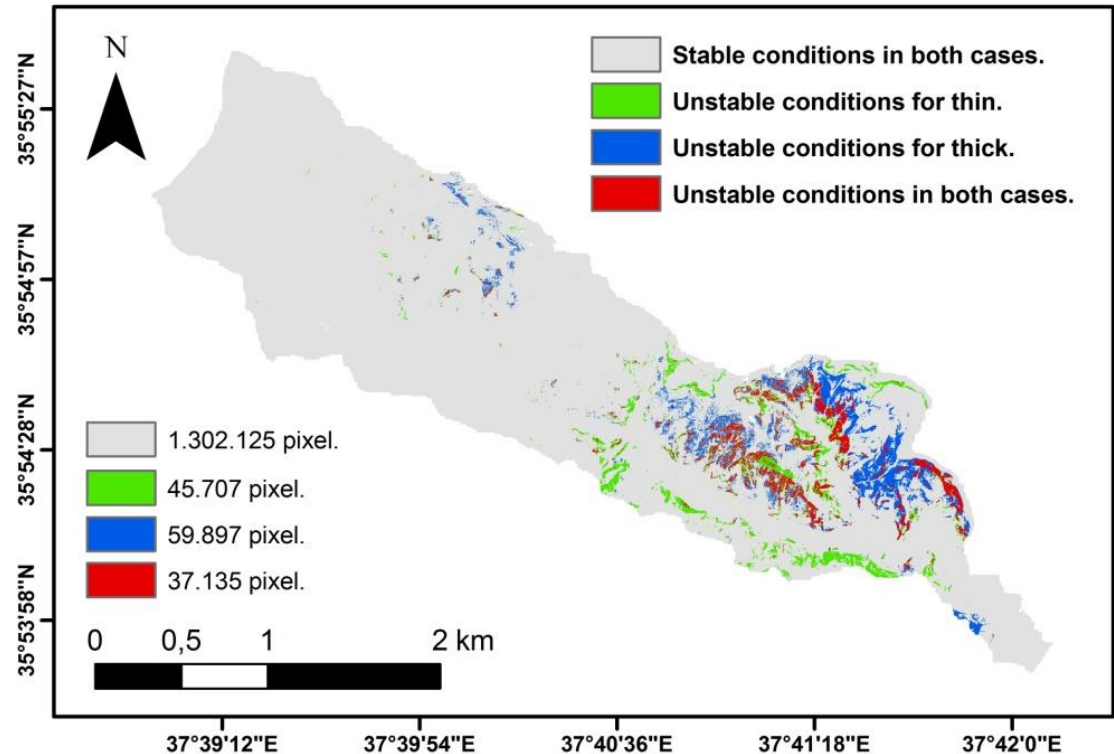 N
Stable conditions in both cases.
Unstable conditions for thin.
Unstable conditions for thick.
Unstable conditions in both cases.
35°55'27"N
35°54'57"N
35°54'28"N
35°53'58"N
1.302.125 pixel.
45.707 pixel.
59.897 pixel.
37.135 pixel.
0 0,5 1 2 km
37°39'12"E 37°39'54"E 37°40'36"E 37°41'18"E 37°42'0"E